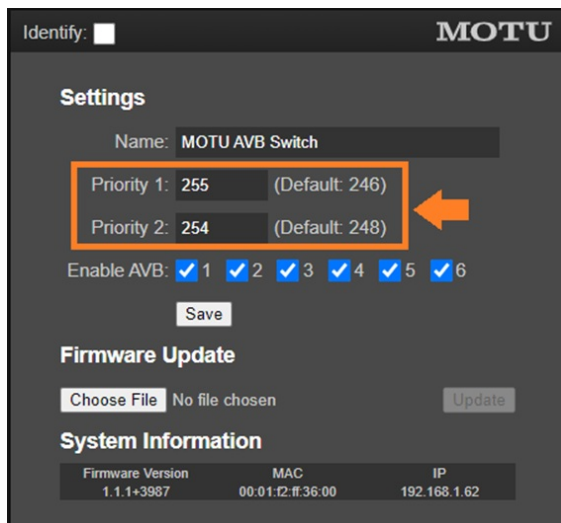 Identify: MOTU
Settings
Name: MOTU AVB Switch
Priority 1: 255 (Default: 246)
Priority 2: 254 (Default: 248)
Enable AVB: 1 2 3 4 5 6
Save
Firmware Update
Choose File No file chosen Update
System Information
Firmware Version MAC IP
1.1.1+3987 00:01:f2:ff:36:00 192.168.1.62